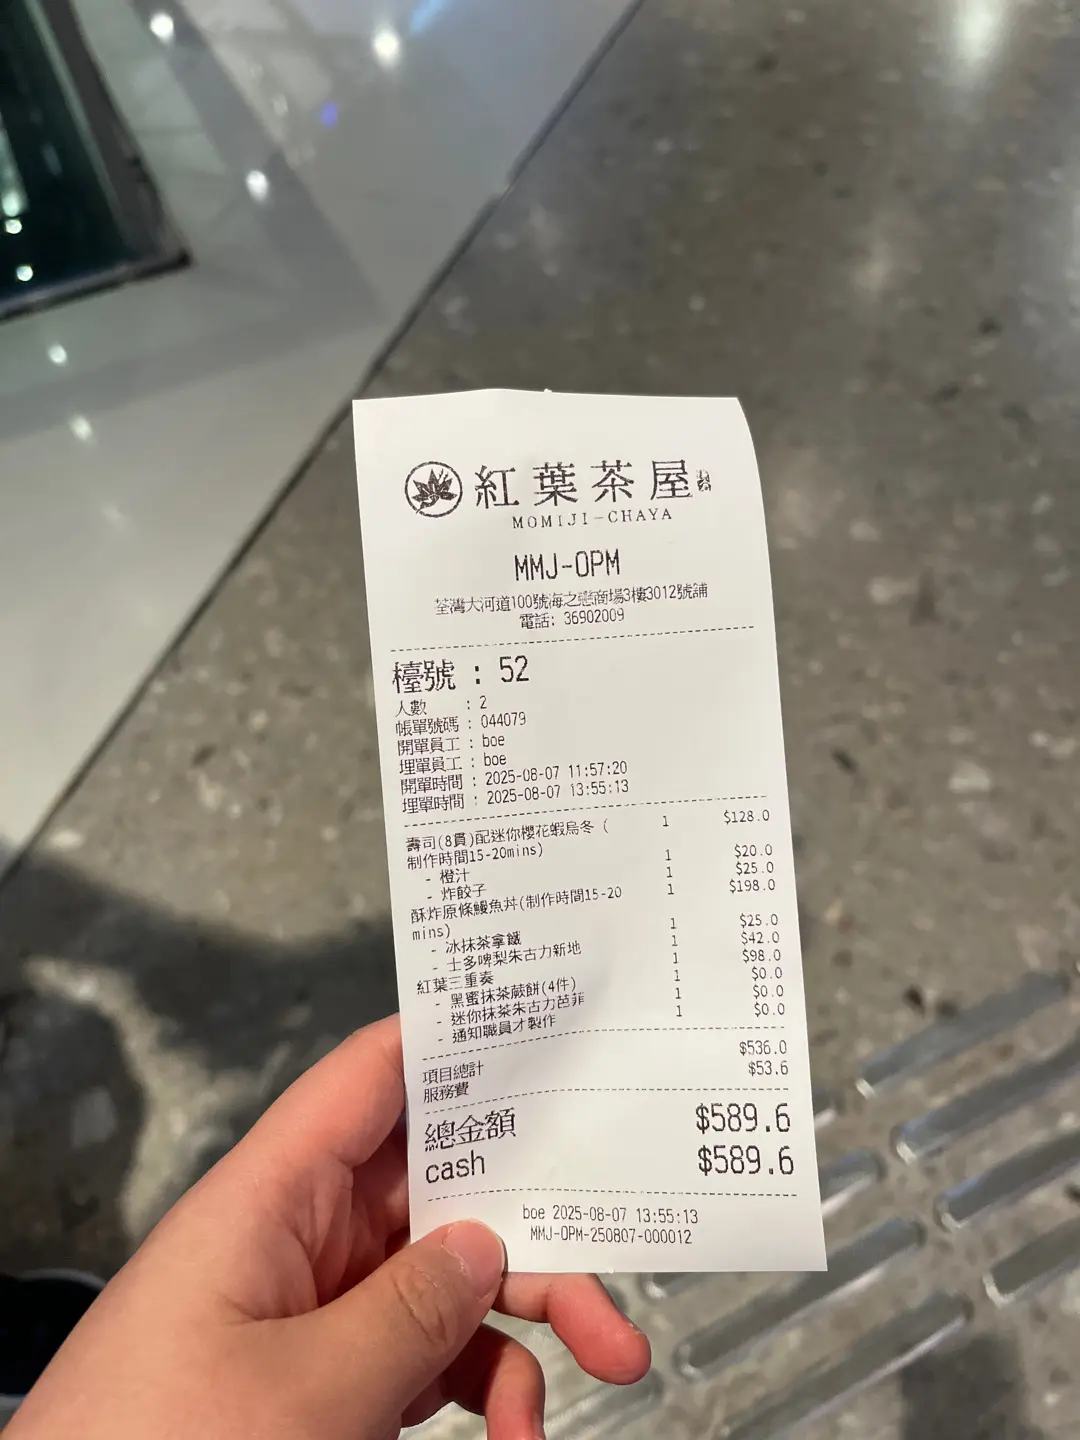 紅葉茶屋
MOMIJI-CHAYA
MMJ-OPM
荃灣大河道100號海之戀商場3樓3012號舖
電話: 36902009
檯號 : 52
人數 : 2
帳單號碼 : 044079
開單員工 : boe
埋單員工 : boe
開單時間 : 2025-08-07 11:57:20
埋單時間 : 2025-08-07 13:55:13
壽司(8貫)配迷你櫻花蝦烏冬 ( 1 $128.0
制作時間15-20mins)
- 橙汁 1 $20.0
- 炸餃子 1 $25.0
酥炸原條鰻魚丼(制作時間15-20 1 $198.0
mins)
- 冰抹茶拿鐵 1 $25.0
- 士多啤梨朱古力新地 1 $42.0
紅葉三重奏 1 $98.0
- 黑蜜抹茶蕨餅(4件) 1 $0.0
- 迷你抹茶朱古力芭菲 1 $0.0
- 通知職員才製作 1 $0.0
項目總計 $536.0
服務費 $53.6
總金額 $589.6
cash $589.6
boe 2025-08-07 13:55:13
MMJ-OPM-250807-000012